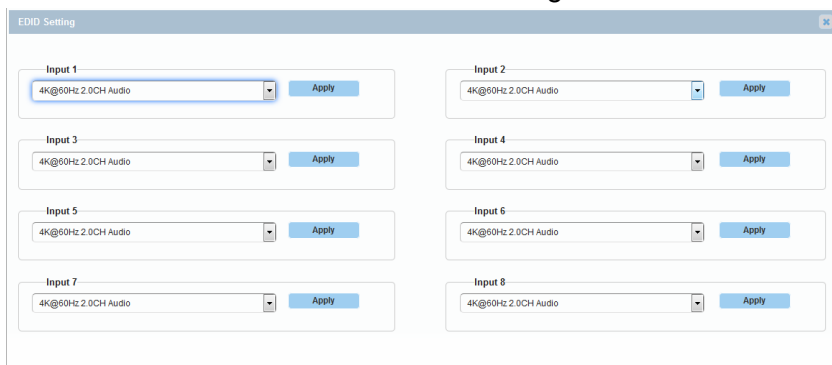 EDID Setting
Input 1
4K@60Hz 2.0CH Audio Apply
Input 2
4K@60Hz 2.0CH Audio Apply
Input 3
4K@60Hz 2.0CH Audio Apply
Input 4
4K@60Hz 2.0CH Audio Apply
Input 5
4K@60Hz 2.0CH Audio Apply
Input 6
4K@60Hz 2.0CH Audio Apply
Input 7
4K@60Hz 2.0CH Audio Apply
Input 8
4K@60Hz 2.0CH Audio Apply